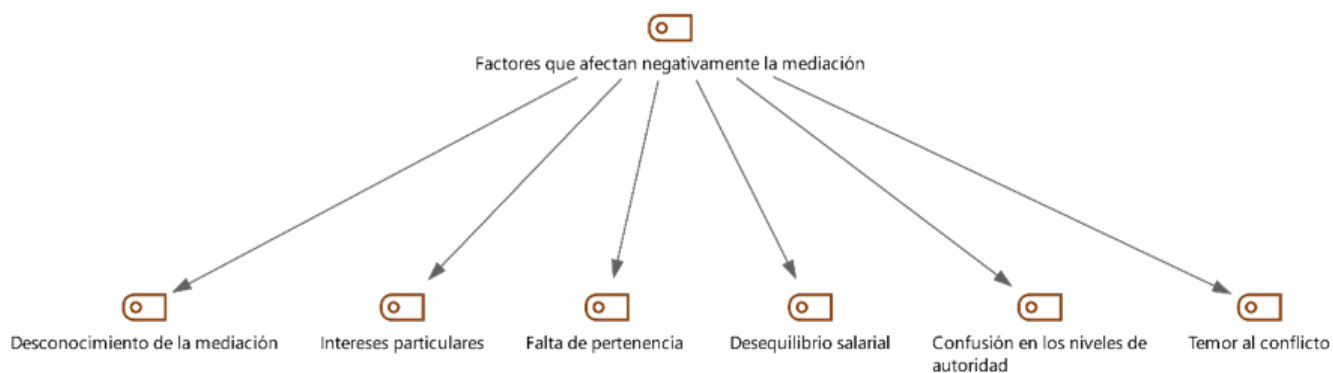 Factores que afectan negativamente la mediación
Desconocimiento de la mediación
Intereses particulares
Falta de pertenencia
Desequilibrio salarial
Confusión en los niveles de
autoridad
Temor al conflicto